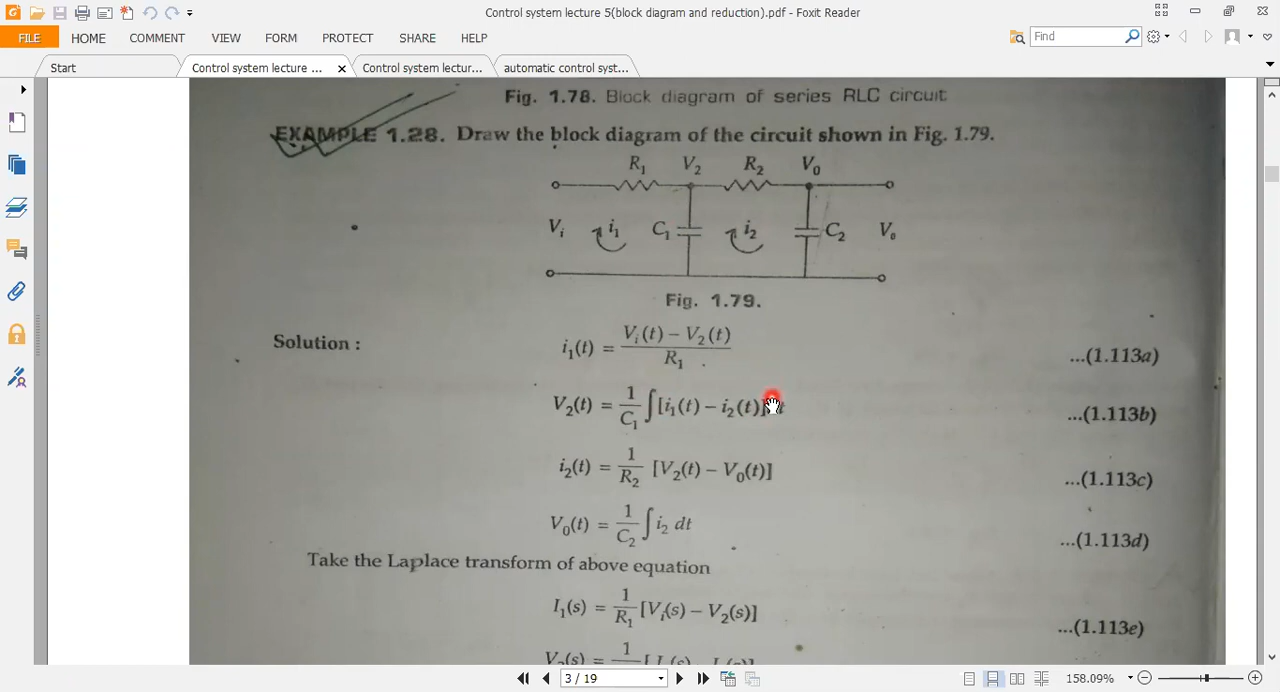 Control system lecture 5(block diagram and reduction).pdf - Foxit Reader
FILE HOME COMMENT VIEW FORM PROTECT SHARE HELP
Find
Start
Control system lecture ... x
Control system lectur...
automatic control syst...
Fig. 1.78. Block diagram of series RLC circuit
EXAMPLE 1.28. Draw the block diagram of the circuit shown in Fig. 1.79.
R₁ V₂ R₂ V₀
Vᵢ i₁ C₁ i₂ C₂ Vₒ
Fig. 1.79.
Solution : i₁(t) = Vᵢ(t) − V₂(t) / R₁ ...(1.113a)
V₂(t) = 1/C₁ ∫[i₁(t) − i₂(t)] ...(1.113b)
i₂(t) = 1/R₂ [V₂(t) − V₀(t)] ...(1.113c)
V₀(t) = 1/C₂ ∫ i₂ dt ...(1.113d)
Take the Laplace transform of above equation
I₁(s) = 1/R₁ [Vᵢ(s) − V₂(s)] ...(1.113e)
3 / 19
158.09%